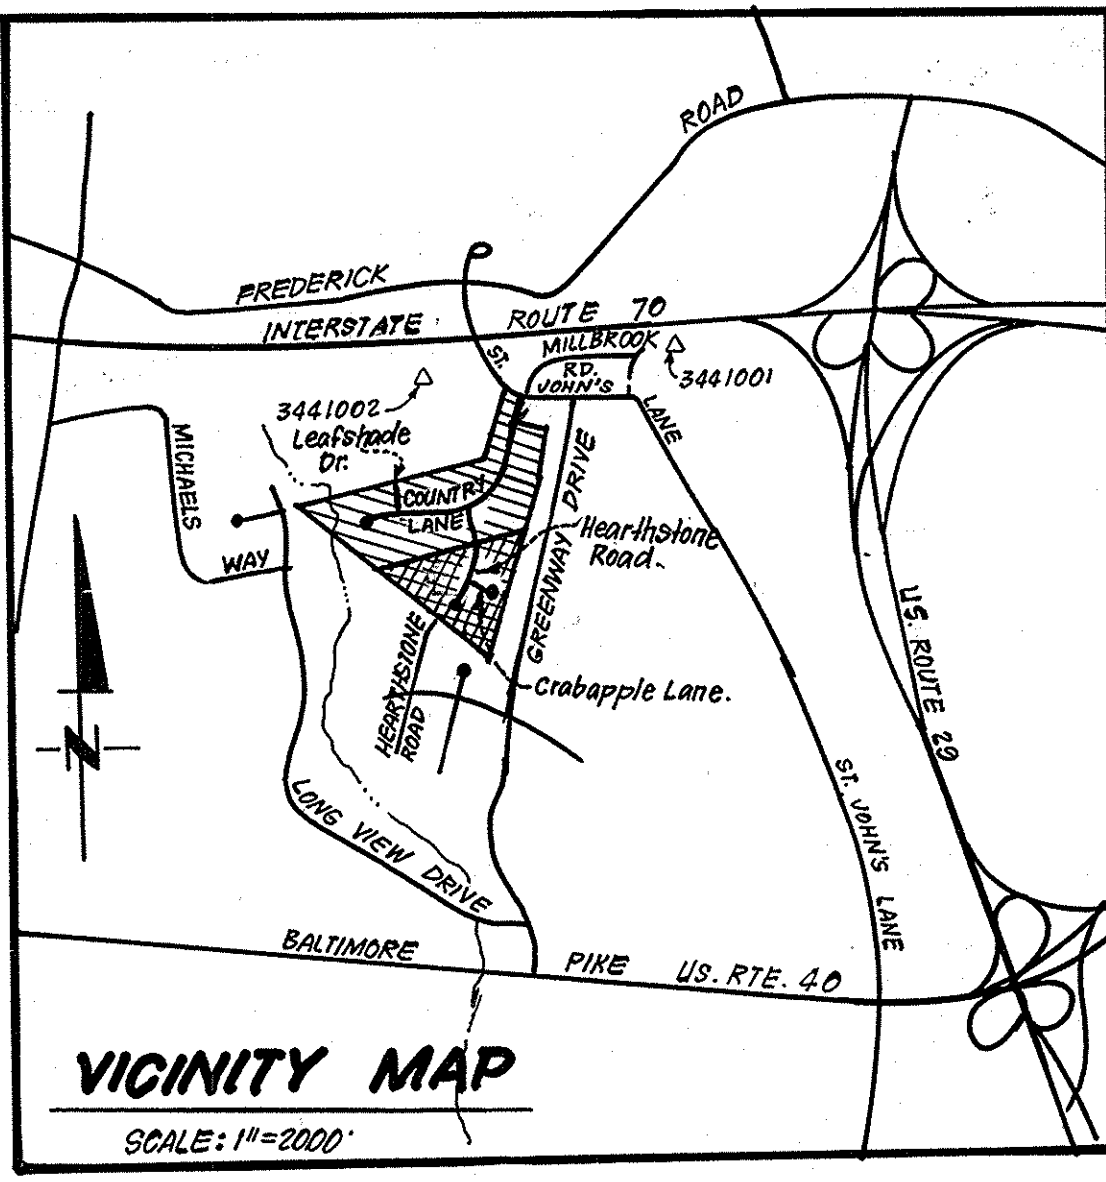 ROAD
FREDERICK
INTERSTATE ROUTE 70
ST.
MILLBROOK
RD.
JOHN'S
LANE
3441001
3441002
Leafshade
Dr.
MICHAELS
WAY
COUNTRY
LANE
GREENWAY DRIVE
Hearthstone
Road.
HEARTHSTONE
ROAD
Crabapple Lane.
US. ROUTE 29
N
ST. JOHN'S LANE
LONG VIEW DRIVE
BALTIMORE PIKE US. RTE. 40
VICINITY MAP
SCALE: 1"=2000'